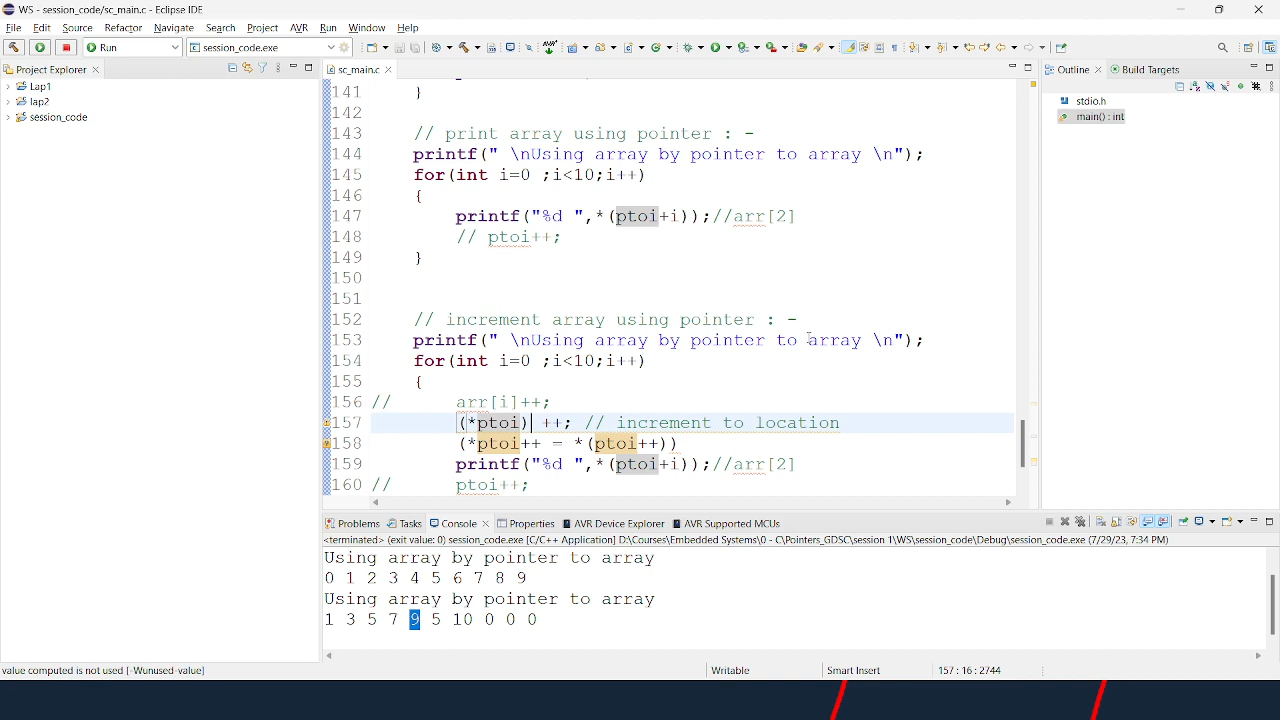 WS - session_code/sc_main.c - Eclipse IDE
File Edit Source Refactor Navigate Search Project AVR Run Window Help
Run session_code.exe
Project Explorer
Lap1
lap2
session_code
sc_main.c
141 }
142
143 // print array using pointer : -
144 printf(" \nUsing array by pointer to array \n");
145 for(int i=0 ;i<10;i++)
146 {
147 printf("%d ",*(ptoi+i));//arr[2]
148 // ptoi++;
149 }
150
151
152 // increment array using pointer : -
153 printf(" \nUsing array by pointer to array \n");
154 for(int i=0 ;i<10;i++)
155 {
156 // arr[i]++;
157 (*ptoi) ++; // increment to location
158 (*ptoi++ = *(ptoi++))
159 printf("%d ",*(ptoi+i));//arr[2]
160 // ptoi++;
Outline Build Targets
stdio.h
main() : int
Problems Tasks Console Properties AVR Device Explorer AVR Supported MCUs
<terminated> (exit value: 0) session_code.exe [C/C++ Application] D:\Courses\Embedded Systems\0 - C\Pointers_GDSC\session 1\WS\session_code\Debug\session_code.exe (7/29/23, 7:34 PM)
Using array by pointer to array
0 1 2 3 4 5 6 7 8 9
Using array by pointer to array
1 3 5 7 9 5 10 0 0 0
value computed is not used [-Wunused-value] Writable Smart Insert 157 : 16 : 2744